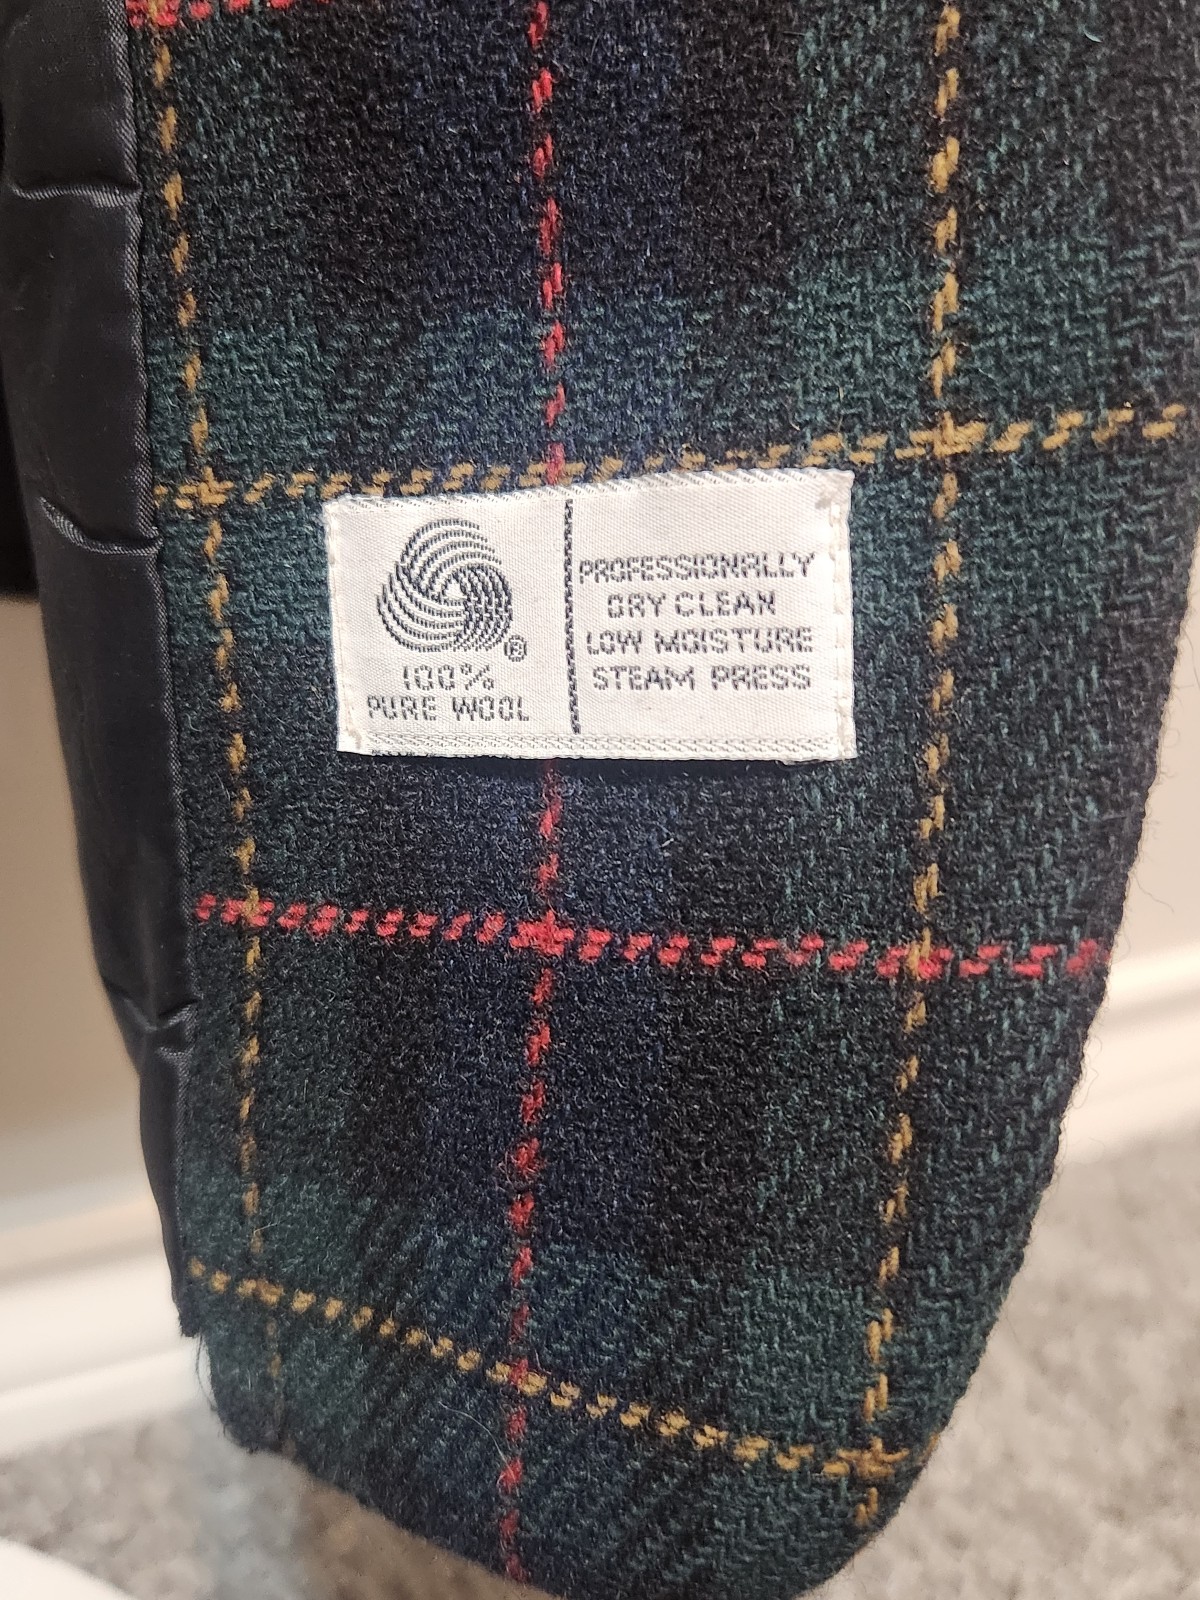 ®
100%
PURE WOOL
PROFESSIONALLY
DRY CLEAN
LOW MOISTURE
STEAM PRESS